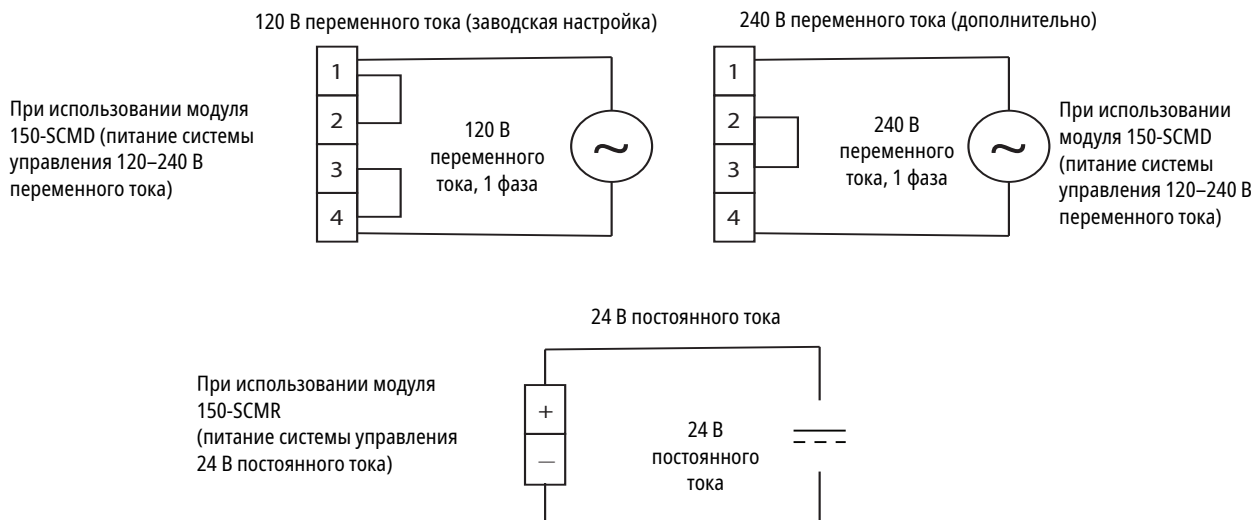 120 В переменного тока (заводская настройка)
240 В переменного тока (дополнительно)
При использовании модуля
150-SCMD (питание системы
управления 120–240 В
переменного тока)
1
2
3
4
120 В
переменного
тока, 1 фаза
~
1
2
3
4
240 В
переменного
тока, 1 фаза
~
При использовании
модуля 150-SCMD
(питание системы
управления 120–240 В
переменного тока)
24 В постоянного тока
При использовании модуля
150-SCMR
(питание системы управления
24 В постоянного тока)
+
–
24 В
постоянного
тока